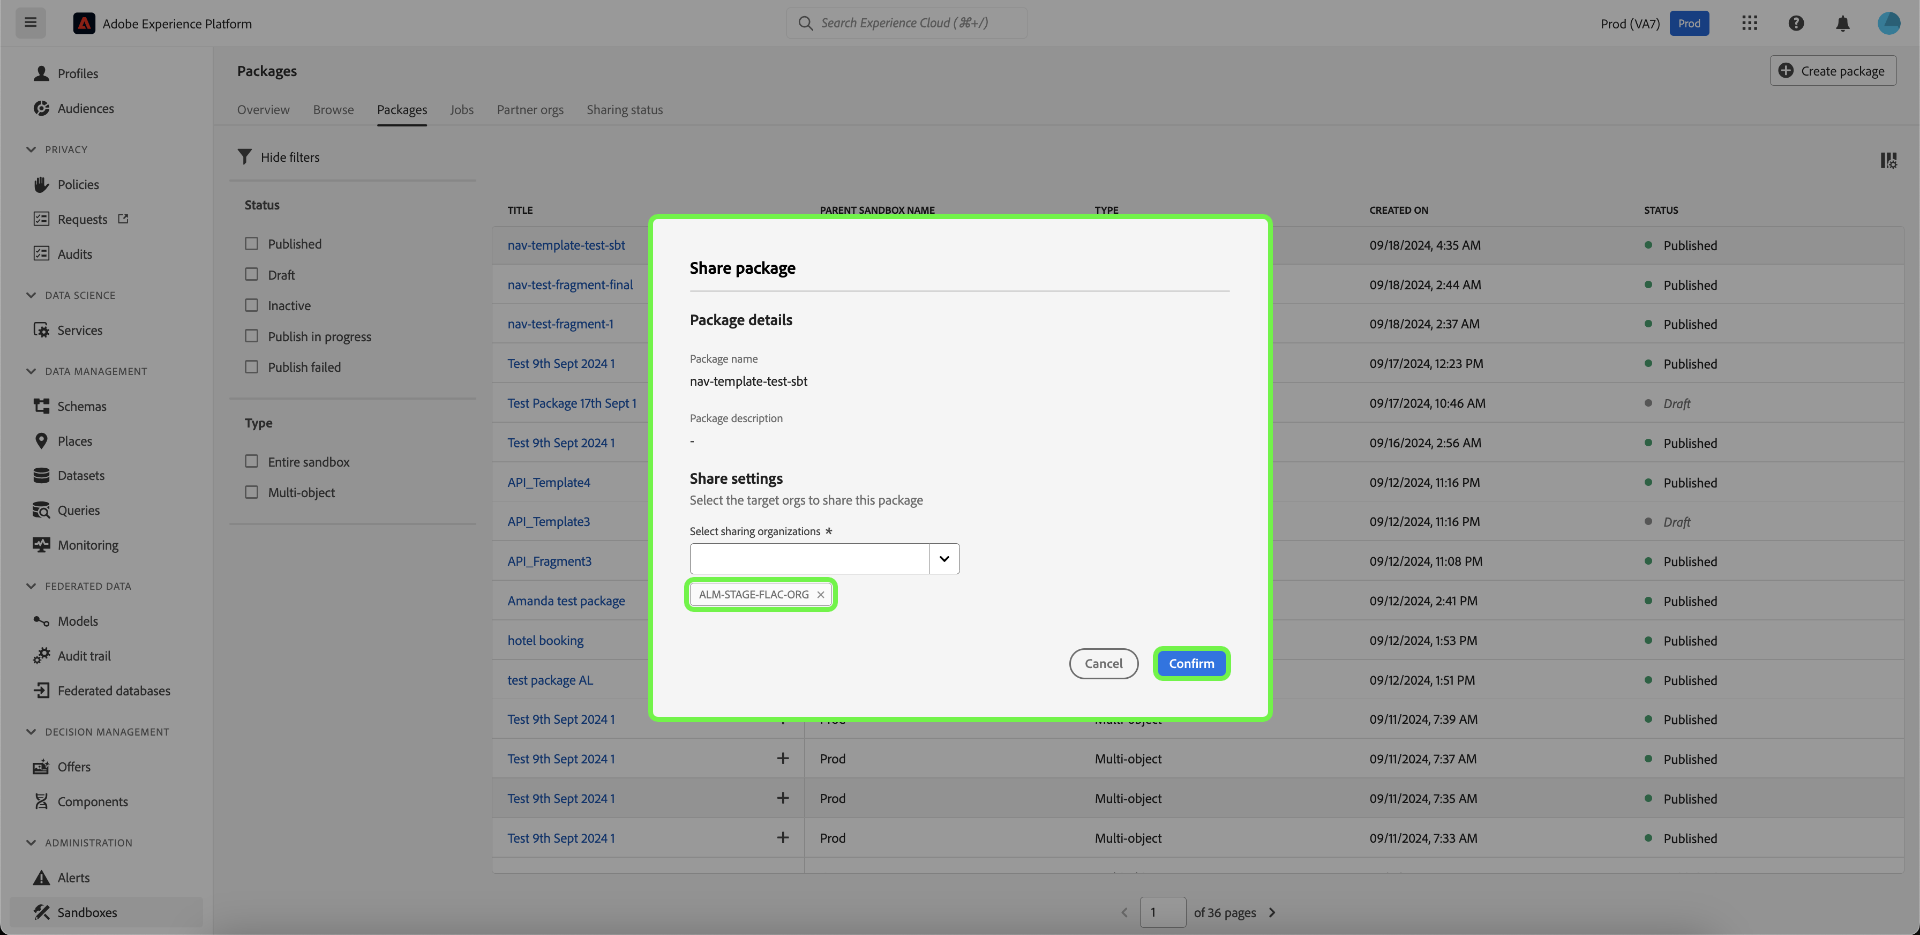 Adobe Experience Platform
Search Experience Cloud (⌘+/)
Prod (VA7)
Prod
Profiles
Audiences
PRIVACY
Policies
Requests
Audits
DATA SCIENCE
Services
DATA MANAGEMENT
Schemas
Places
Datasets
Queries
Monitoring
FEDERATED DATA
Models
Audit trail
Federated databases
DECISION MANAGEMENT
Offers
Components
ADMINISTRATION
Alerts
Sandboxes
Packages
Create package
Overview
Browse
Packages
Jobs
Partner orgs
Sharing status
Hide filters
Status
Published
Draft
Inactive
Publish in progress
Publish failed
Type
Entire sandbox
Multi-object
TITLE PARENT SANDBOX NAME TYPE CREATED ON STATUS
nav-template-test-sbt 09/18/2024, 4:35 AM Published
nav-test-fragment-final 09/18/2024, 2:44 AM Published
nav-test-fragment-1 09/18/2024, 2:37 AM Published
Test 9th Sept 2024 1 09/17/2024, 12:23 PM Published
Test Package 17th Sept 1 09/17/2024, 10:46 AM Draft
Test 9th Sept 2024 1 09/16/2024, 2:56 AM Published
API_Template4 09/12/2024, 11:16 PM Published
API_Template3 09/12/2024, 11:16 PM Draft
API_Fragment3 09/12/2024, 11:08 PM Published
Amanda test package 09/12/2024, 2:41 PM Published
hotel booking 09/12/2024, 1:53 PM Published
test package AL 09/12/2024, 1:51 PM Published
Test 9th Sept 2024 1 09/11/2024, 7:39 AM Published
Test 9th Sept 2024 1 + Prod Multi-object 09/11/2024, 7:37 AM Published
Test 9th Sept 2024 1 + Prod Multi-object 09/11/2024, 7:35 AM Published
Test 9th Sept 2024 1 + Prod Multi-object 09/11/2024, 7:33 AM Published
< 1 of 36 pages >
Share package
Package details
Package name
nav-template-test-sbt
Package description
-
Share settings
Select the target orgs to share this package
Select sharing organizations *
ALM-STAGE-FLAC-ORG ×
Cancel
Confirm